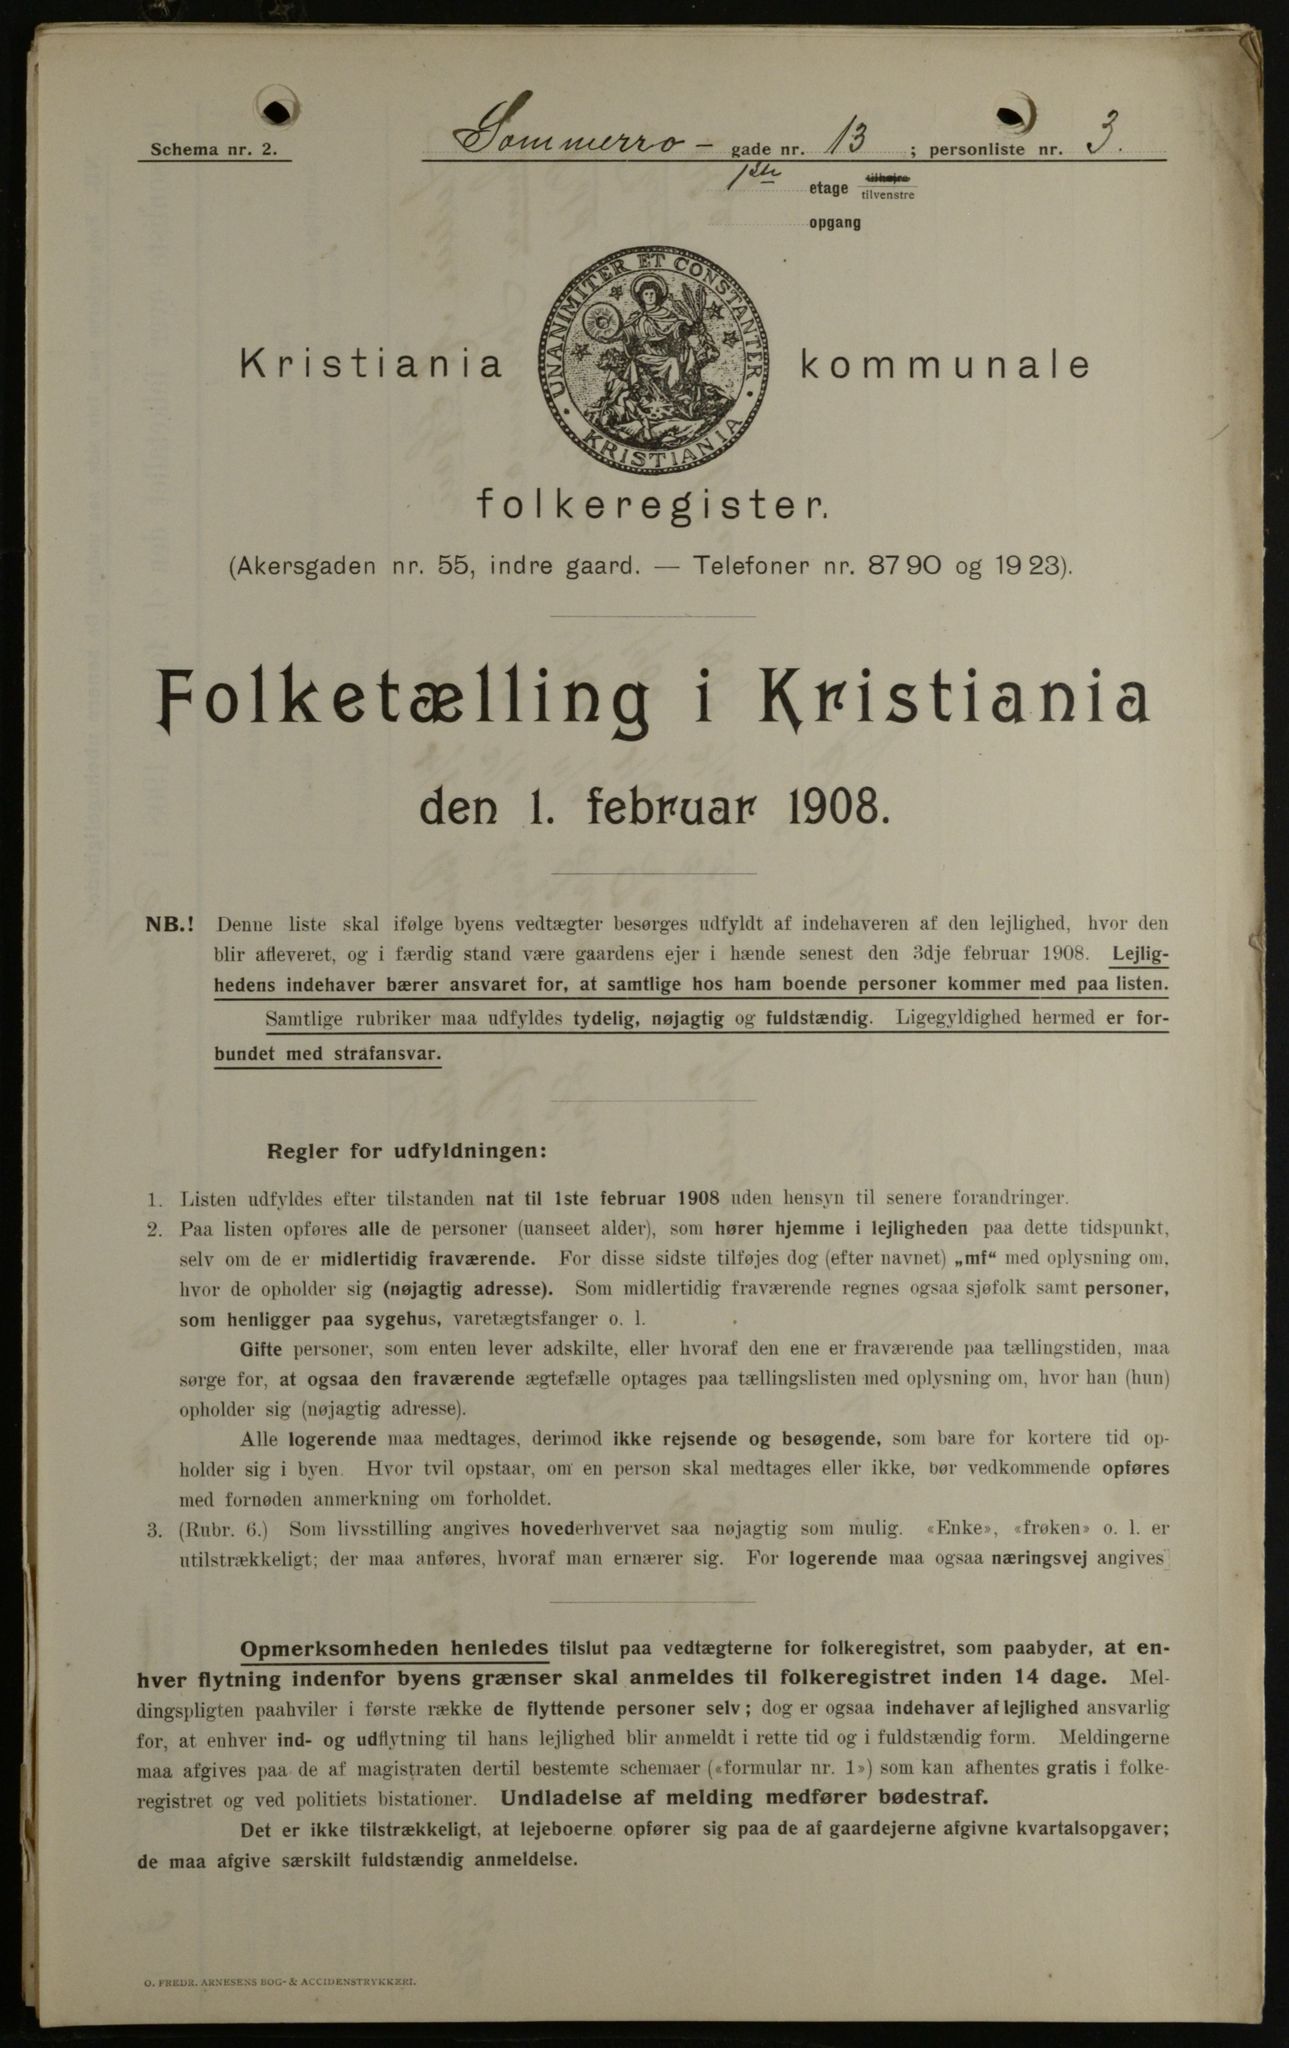 Schema nr. 2.
Sommerro - gade nr. 13 ; personliste nr. 3.
1ste etage tilhøjre
tilvenstre
opgang
UNANIMITER ET CONSTANTER
KRISTIANIA
Kristiania kommunale
folkeregister.
(Akersgaden nr. 55, indre gaard. — Telefoner nr. 87 90 og 19 23).
Folketælling i Kristiania
den 1. februar 1908.
NB.! Denne liste skal ifølge byens vedtægter besørges udfyldt af indehaveren af den lejlighed, hvor den
blir afleveret, og i færdig stand være gaardens ejer i hænde senest den 3dje februar 1908. Lejlig-
hedens indehaver bærer ansvaret for, at samtlige hos ham boende personer kommer med paa listen.
Samtlige rubriker maa udfyldes tydelig, nøjagtig og fuldstændig. Ligegyldighed hermed er for-
bundet med strafansvar.
Regler for udfyldningen:
1. Listen udfyldes efter tilstanden nat til 1ste februar 1908 uden hensyn til senere forandringer.
2. Paa listen opføres alle de personer (uanseet alder), som hører hjemme i lejligheden paa dette tidspunkt,
selv om de er midlertidig fraværende. For disse sidste tilføjes dog (efter navnet) „mf“ med oplysning om,
hvor de opholder sig (nøjagtig adresse). Som midlertidig fraværende regnes ogsaa sjøfolk samt personer,
som henligger paa sygehus, varetægtsfanger o. l.
Gifte personer, som enten lever adskilte, eller hvoraf den ene er fraværende paa tællingstiden, maa
sørge for, at ogsaa den fraværende ægtefælle optages paa tællingslisten med oplysning om, hvor han (hun)
opholder sig (nøjagtig adresse).
Alle logerende maa medtages, derimod ikke rejsende og besøgende, som bare for kortere tid op-
holder sig i byen. Hvor tvil opstaar, om en person skal medtages eller ikke, bør vedkommende opføres
med fornøden anmerkning om forholdet.
3. (Rubr. 6.) Som livsstilling angives hovederhvervet saa nøjagtig som mulig. «Enke», «frøken» o. l. er
utilstrækkeligt; der maa anføres, hvoraf man ernærer sig. For logerende maa ogsaa næringsvej angives
Opmerksomheden henledes tilslut paa vedtægterne for folkeregistret, som paabyder, at en-
hver flytning indenfor byens grænser skal anmeldes til folkeregistret inden 14 dage. Mel-
dingspligten paahviler i første række de flyttende personer selv; dog er ogsaa indehaver af lejlighed ansvarlig
for, at enhver ind- og udflytning til hans lejlighed blir anmeldt i rette tid og i fuldstændig form. Meldingerne
maa afgives paa de af magistraten dertil bestemte schemaer («formular nr. 1») som kan afhentes gratis i folke-
registret og ved politiets bistationer. Undladelse af melding medfører bødestraf.
Det er ikke tilstrækkeligt, at lejeboerne opfører sig paa de af gaardejerne afgivne kvartalsopgaver;
de maa afgive særskilt fuldstændig anmeldelse.
O. FREDR. ARNESENS BOG- & ACCIDENSTRYKKERI.